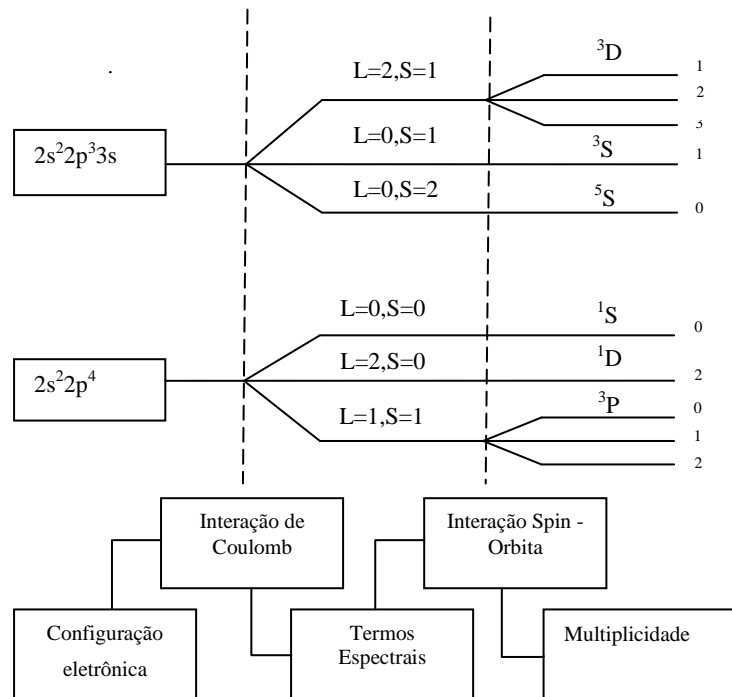 L=2,S=1
³D
1
2
3
2s²2p³3s
L=0,S=1
³S
1
L=0,S=2
⁵S
0
L=0,S=0
¹S
0
2s²2p⁴
L=2,S=0
¹D
2
L=1,S=1
³P
0
1
2
Interação de
Coulomb
Interação Spin -
Orbita
Configuração
eletrônica
Termos
Espectrais
Multiplicidade